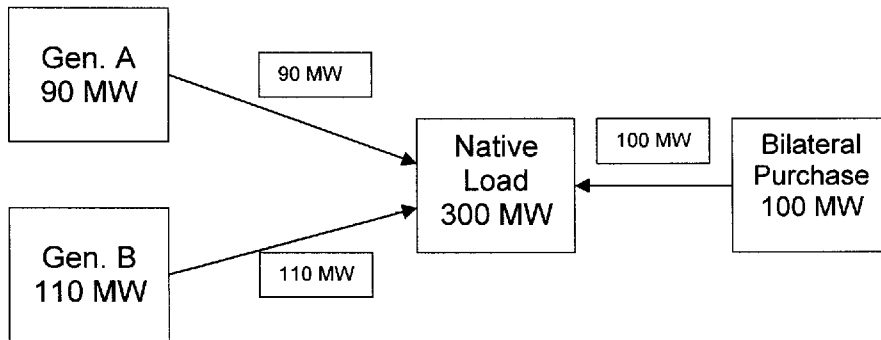 Gen. A
90 MW
90 MW
Native
Load
300 MW
100 MW
Bilateral
Purchase
100 MW
Gen. B
110 MW
110 MW